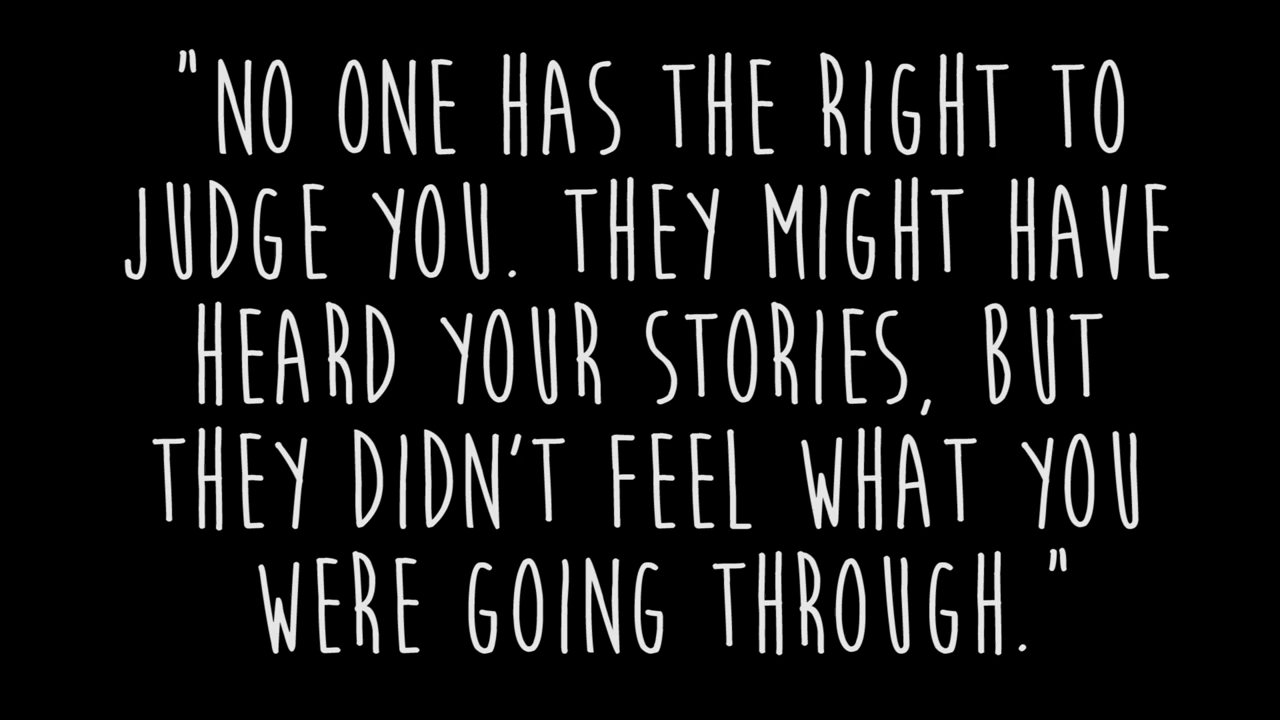 "NO ONE HAS THE RIGHT TO
JUDGE YOU. THEY MIGHT HAVE
HEARD YOUR STORIES, BUT
THEY DIDN'T FEEL WHAT YOU
WERE GOING THROUGH."